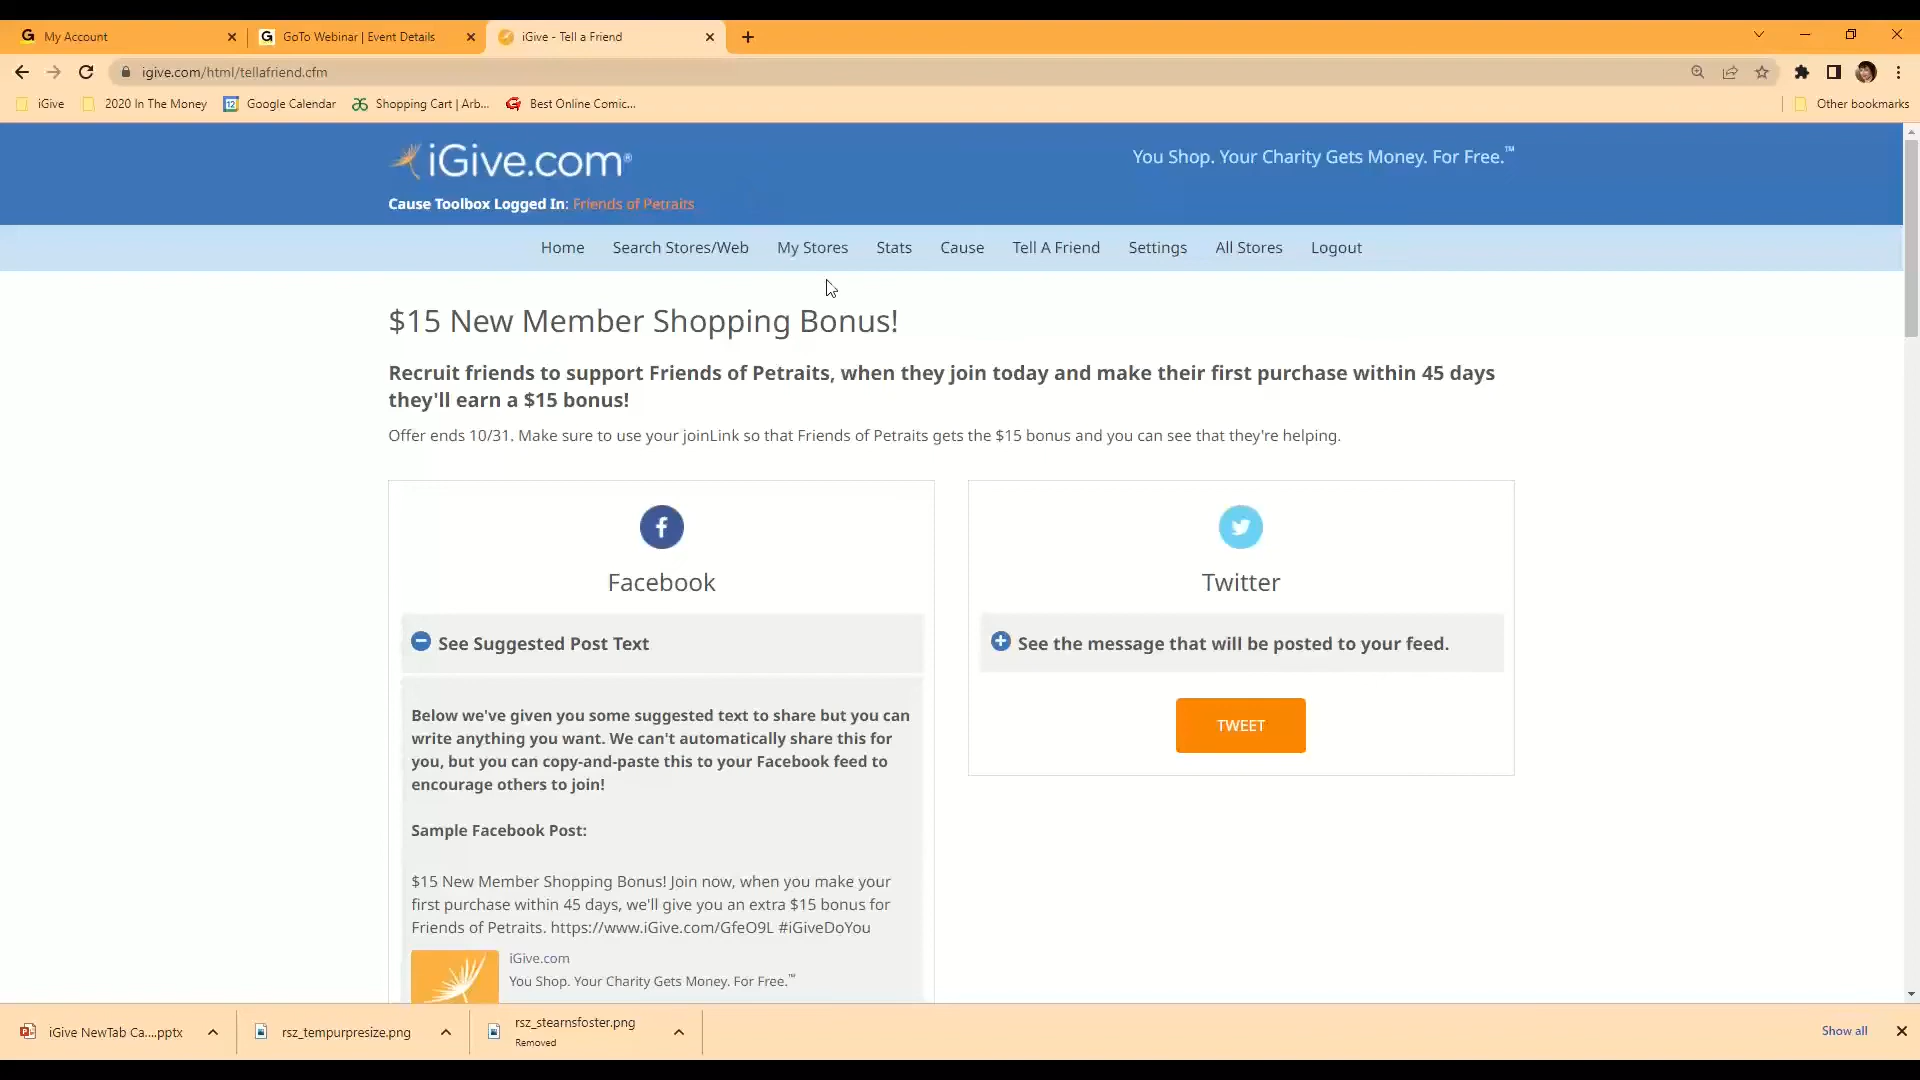 My Account
GoTo Webinar | Event Details
iGive - Tell a Friend
igive.com/html/tellafriend.cfm
iGive
2020 In The Money
Google Calendar
Shopping Cart | Arb...
Best Online Comic...
Other bookmarks
iGive.com®
You Shop. Your Charity Gets Money. For Free.™
Cause Toolbox Logged In: Friends of Petraits
Home Search Stores/Web My Stores Stats Cause Tell A Friend Settings All Stores Logout
$15 New Member Shopping Bonus!
Recruit friends to support Friends of Petraits, when they join today and make their first purchase within 45 days
they'll earn a $15 bonus!
Offer ends 10/31. Make sure to use your joinLink so that Friends of Petraits gets the $15 bonus and you can see that they're helping.
Facebook
See Suggested Post Text
Below we've given you some suggested text to share but you can
write anything you want. We can't automatically share this for
you, but you can copy-and-paste this to your Facebook feed to
encourage others to join!
Sample Facebook Post:
$15 New Member Shopping Bonus! Join now, when you make your
first purchase within 45 days, we'll give you an extra $15 bonus for
Friends of Petraits. https://www.iGive.com/GfeO9L #iGiveDoYou
iGive.com
You Shop. Your Charity Gets Money. For Free.™
Twitter
See the message that will be posted to your feed.
TWEET
iGive NewTab Ca....pptx
rsz_tempurpresize.png
rsz_stearnsfoster.png
Removed
Show all